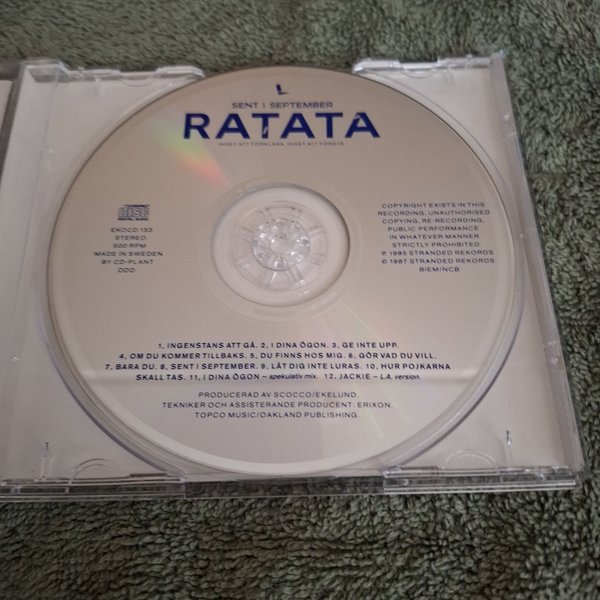 SENT I SEPTEMBER
RATATA
INGET ATT FÖRKLARA, INGET ATT FÖRSTÅ
DISC
EKOCD 133
STEREO
500 RPM
MADE IN SWEDEN
BY CD-PLANT
DDD
COPYRIGHT EXISTS IN THIS
RECORDING. UNAUTHORISED
COPYING, RE-RECORDING,
PUBLIC PERFORMANCE
IN WHATEVER MANNER
STRICTLY PROHIBITED.
℗ 1985 STRANDED REKORDS
© 1987 STRANDED REKORDS
BIEM/NCB
1, INGENSTANS ATT GÅ. 2, I DINA ÖGON. 3, GE INTE UPP.
4, OM DU KOMMER TILLBAKS. 5, DU FINNS HOS MIG. 6, GÖR VAD DU VILL.
7, BARA DU. 8, SENT I SEPTEMBER. 9, LÅT DIG INTE LURAS. 10, HUR POJKARNA
SKALL TAS. 11, I DINA ÖGON – spekulativ mix. 12, JACKIE – L.A. version.
PRODUCERAD AV SCOCCO/EKELUND.
TEKNIKER OCH ASSISTERANDE PRODUCENT: ERIXON.
TOPCO MUSIC/OAKLAND PUBLISHING.